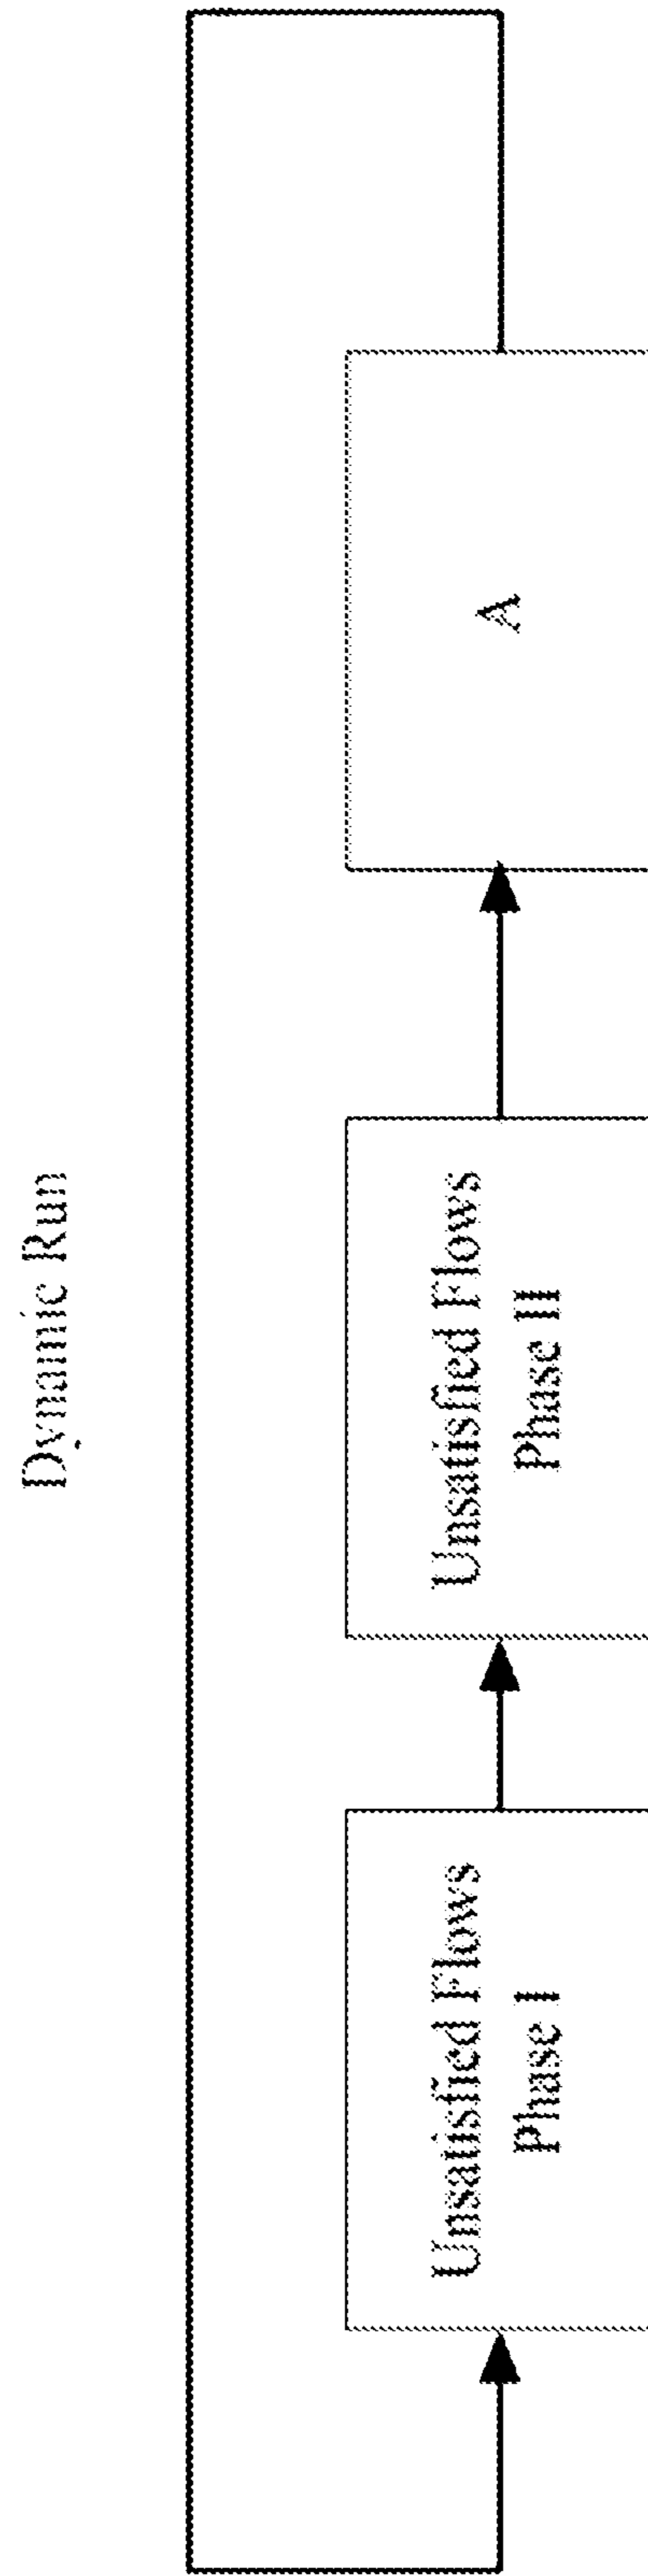 Dynamic Run
Unsatisfied Flows
Phase I
Unsatisfied Flows
Phase II
A